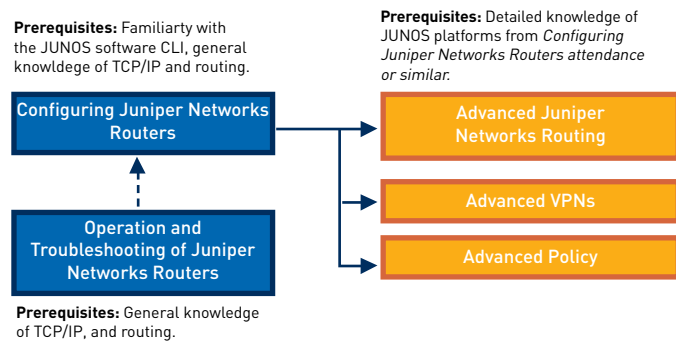 Prerequisites: Familiarty with
the JUNOS software CLI, general
knowldege of TCP/IP and routing.
Configuring Juniper Networks
Routers
Operation and
Troubleshooting of Juniper
Networks Routers
Prerequisites: General knowledge
of TCP/IP, and routing.
Prerequisites: Detailed knowledge of
JUNOS platforms from Configuring
Juniper Networks Routers attendance
or similar.
Advanced Juniper
Networks Routing
Advanced VPNs
Advanced Policy